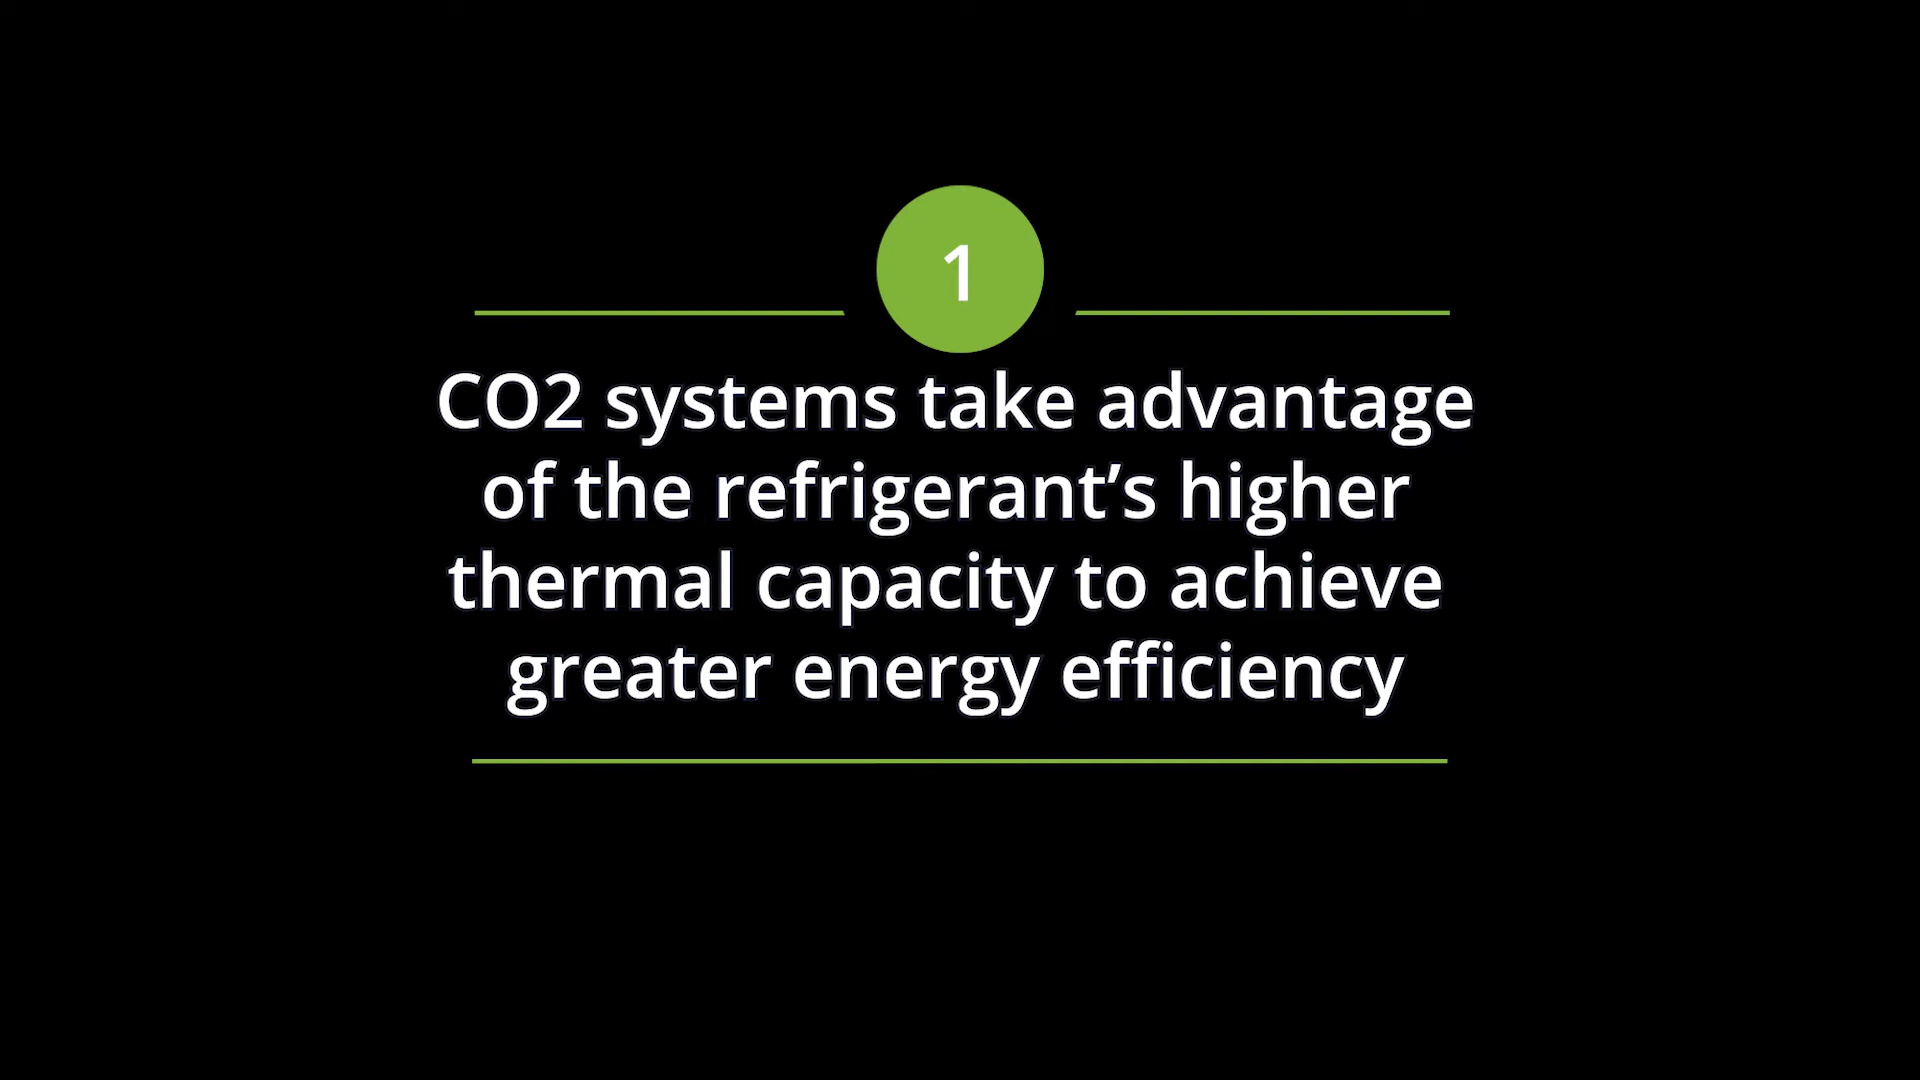 1
CO2 systems take advantage
of the refrigerant’s higher
thermal capacity to achieve
greater energy efficiency